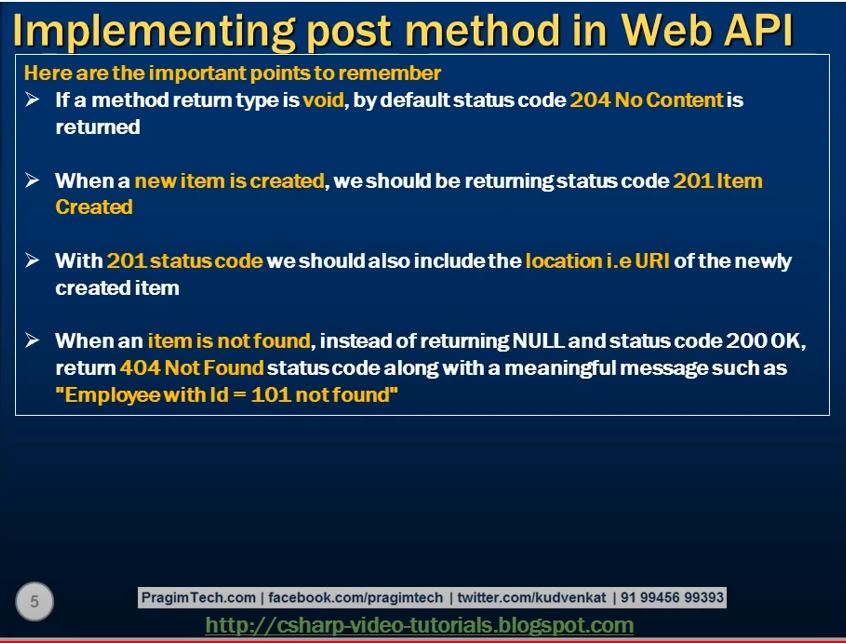 Implementing post method in Web API
Here are the important points to remember
➢ If a method return type is void, by default status code 204 No Content is
returned
➢ When a new item is created, we should be returning status code 201 Item
Created
➢ With 201 status code we should also include the location i.e URI of the newly
created item
➢ When an item is not found, instead of returning NULL and status code 200 OK,
return 404 Not Found status code along with a meaningful message such as
"Employee with Id = 101 not found"
5
PragimTech.com | facebook.com/pragimtech | twitter.com/kudvenkat | 91 99456 99393
http://csharp-video-tutorials.blogspot.com